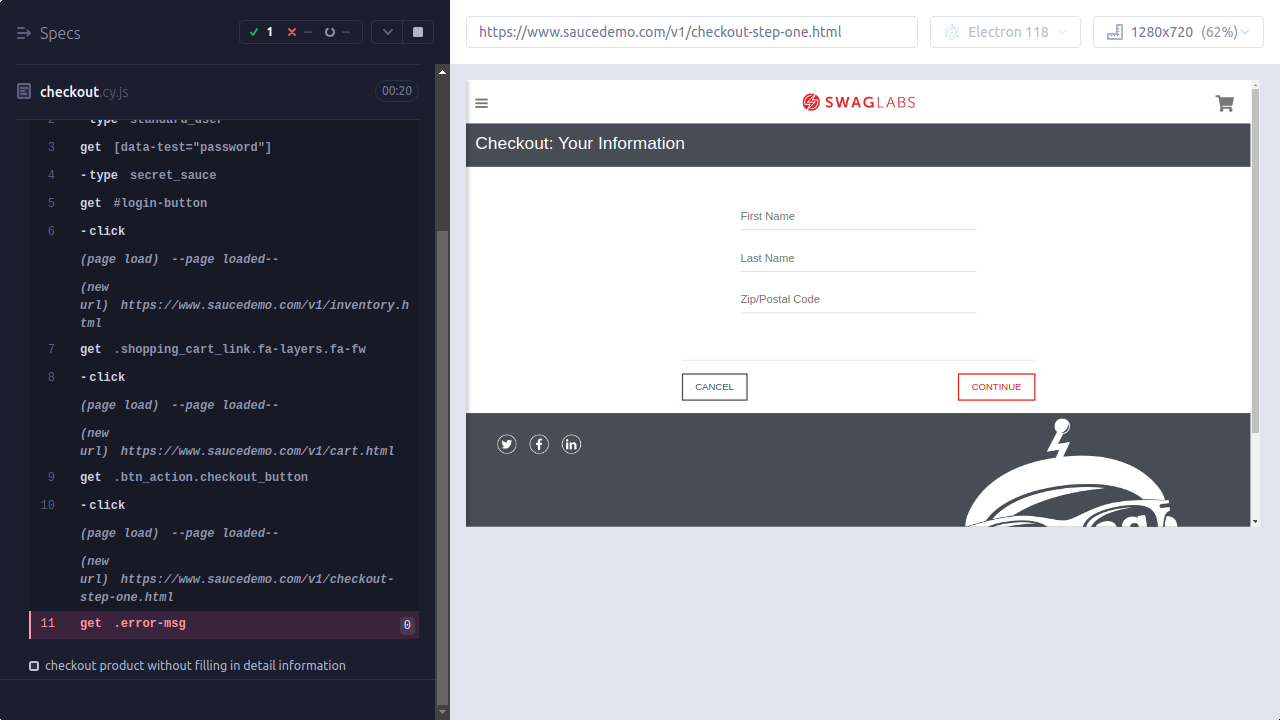 Specs
1
--
--
checkout.cy.js
00:20
2 -type standard_user
3 get [data-test="password"]
4 -type secret_sauce
5 get #login-button
6 -click
(page load) --page loaded--
(new
url) https://www.saucedemo.com/v1/inventory.h
tml
7 get .shopping_cart_link.fa-layers.fa-fw
8 -click
(page load) --page loaded--
(new
url) https://www.saucedemo.com/v1/cart.html
9 get .btn_action.checkout_button
10 -click
(page load) --page loaded--
(new
url) https://www.saucedemo.com/v1/checkout-
step-one.html
11 get .error-msg 0
checkout product without filling in detail information
https://www.saucedemo.com/v1/checkout-step-one.html
Electron 118
1280x720 (62%)
SWAGLABS
Checkout: Your Information
First Name
Last Name
Zip/Postal Code
CANCEL
CONTINUE